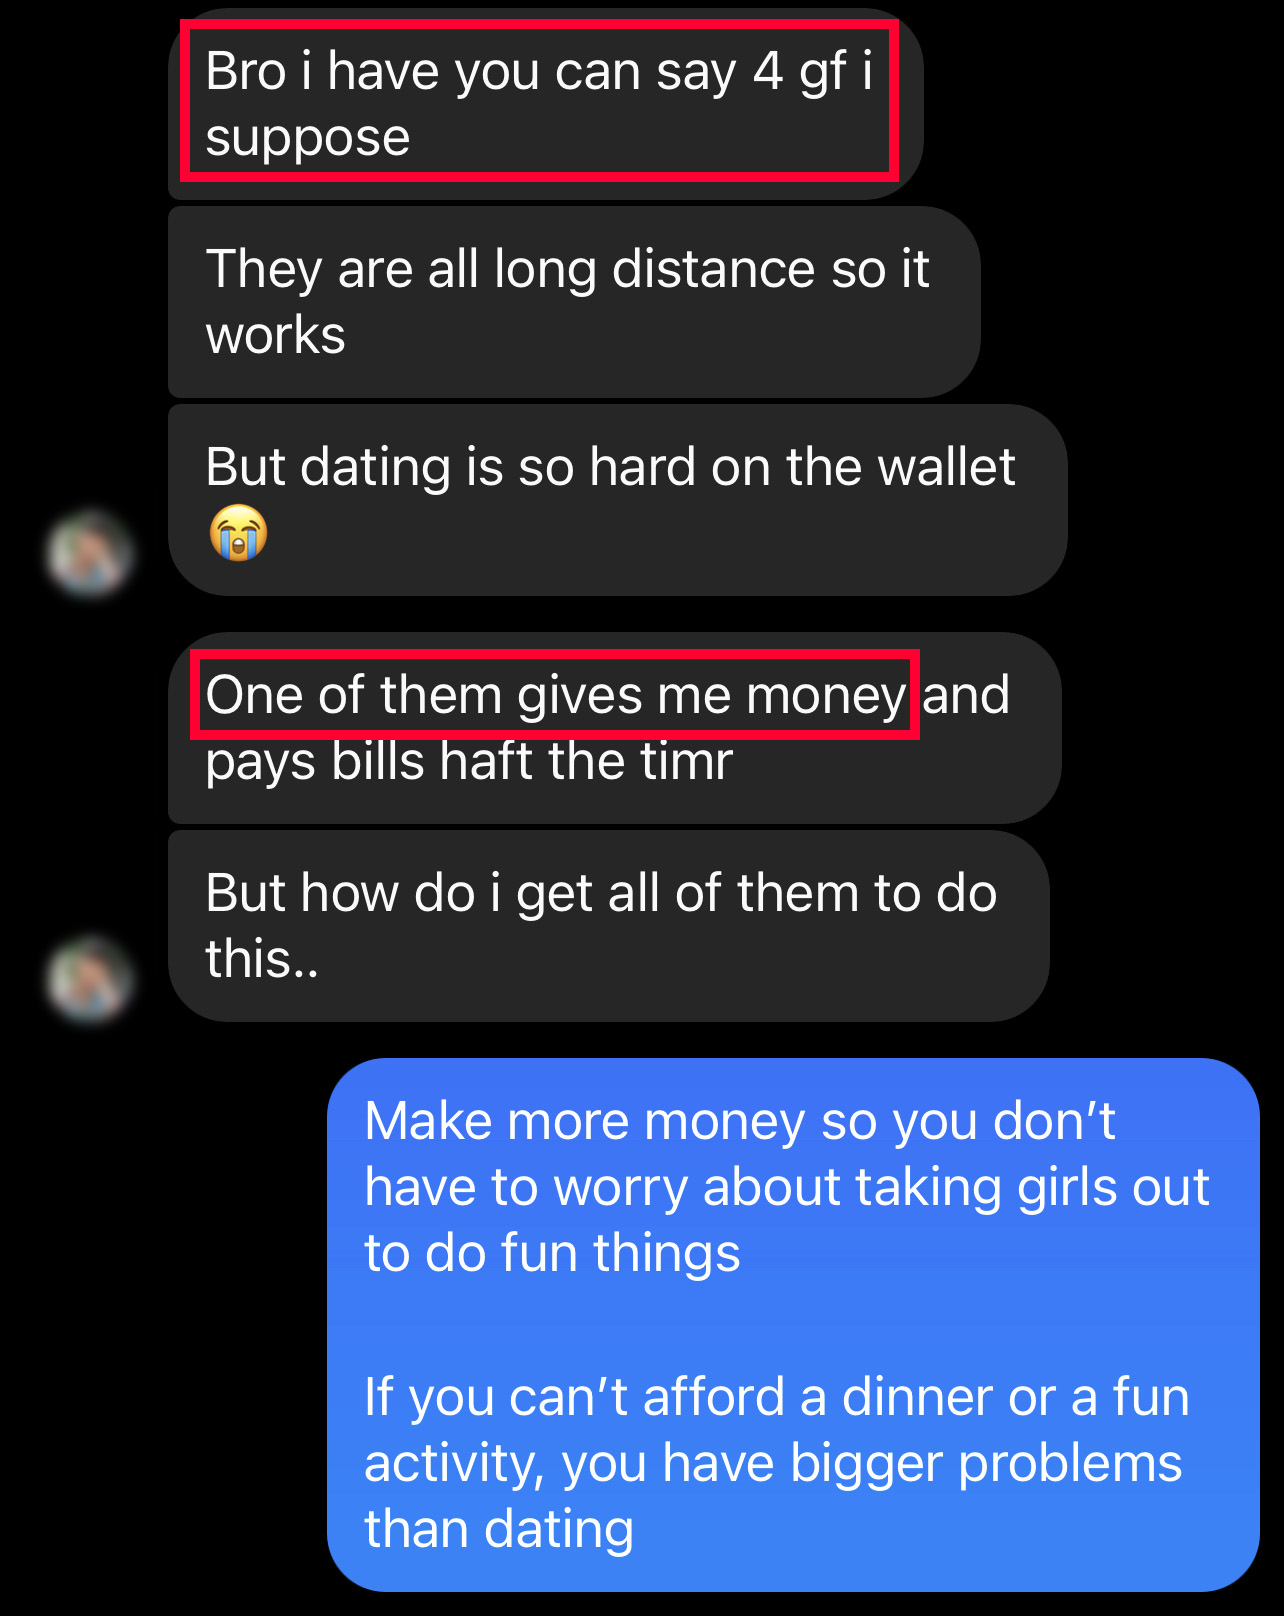 Bro i have you can say 4 gf i
suppose
They are all long distance so it
works
But dating is so hard on the wallet
😭
One of them gives me money and
pays bills haft the timr
But how do i get all of them to do
this..
Make more money so you don’t
have to worry about taking girls out
to do fun things
If you can’t afford a dinner or a fun
activity, you have bigger problems
than dating